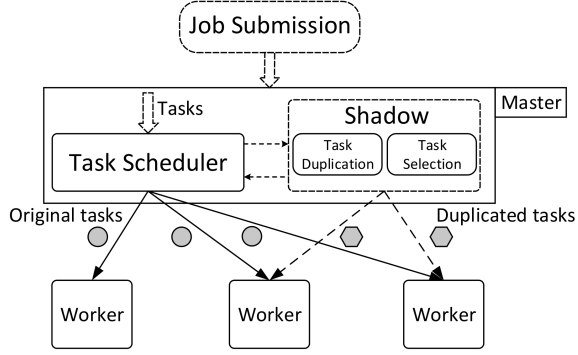 Job Submission
Master
Tasks
Shadow
Task Scheduler
Task
Duplication
Task
Selection
Original tasks
Duplicated tasks
Worker
Worker
Worker